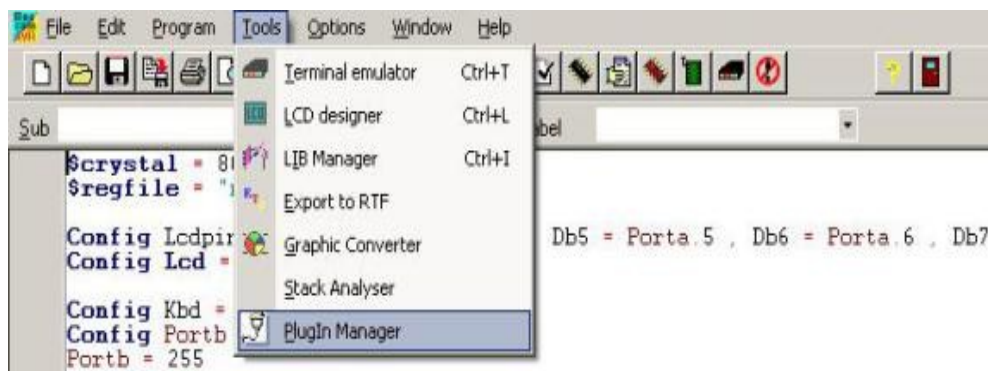 File Edit Program Tools Options Window Help
Terminal emulator Ctrl+T
LCD designer Ctrl+L
LIB Manager Ctrl+I
Export to RTF
Graphic Converter
Stack Analyser
PlugIn Manager
Sub
$crystal = 
$regfile = "
Config Lcdpin Db5 = Porta.5 , Db6 = Porta.6 , Db7
Config Lcd =
Config Kbd =
Config Portb
Portb = 255